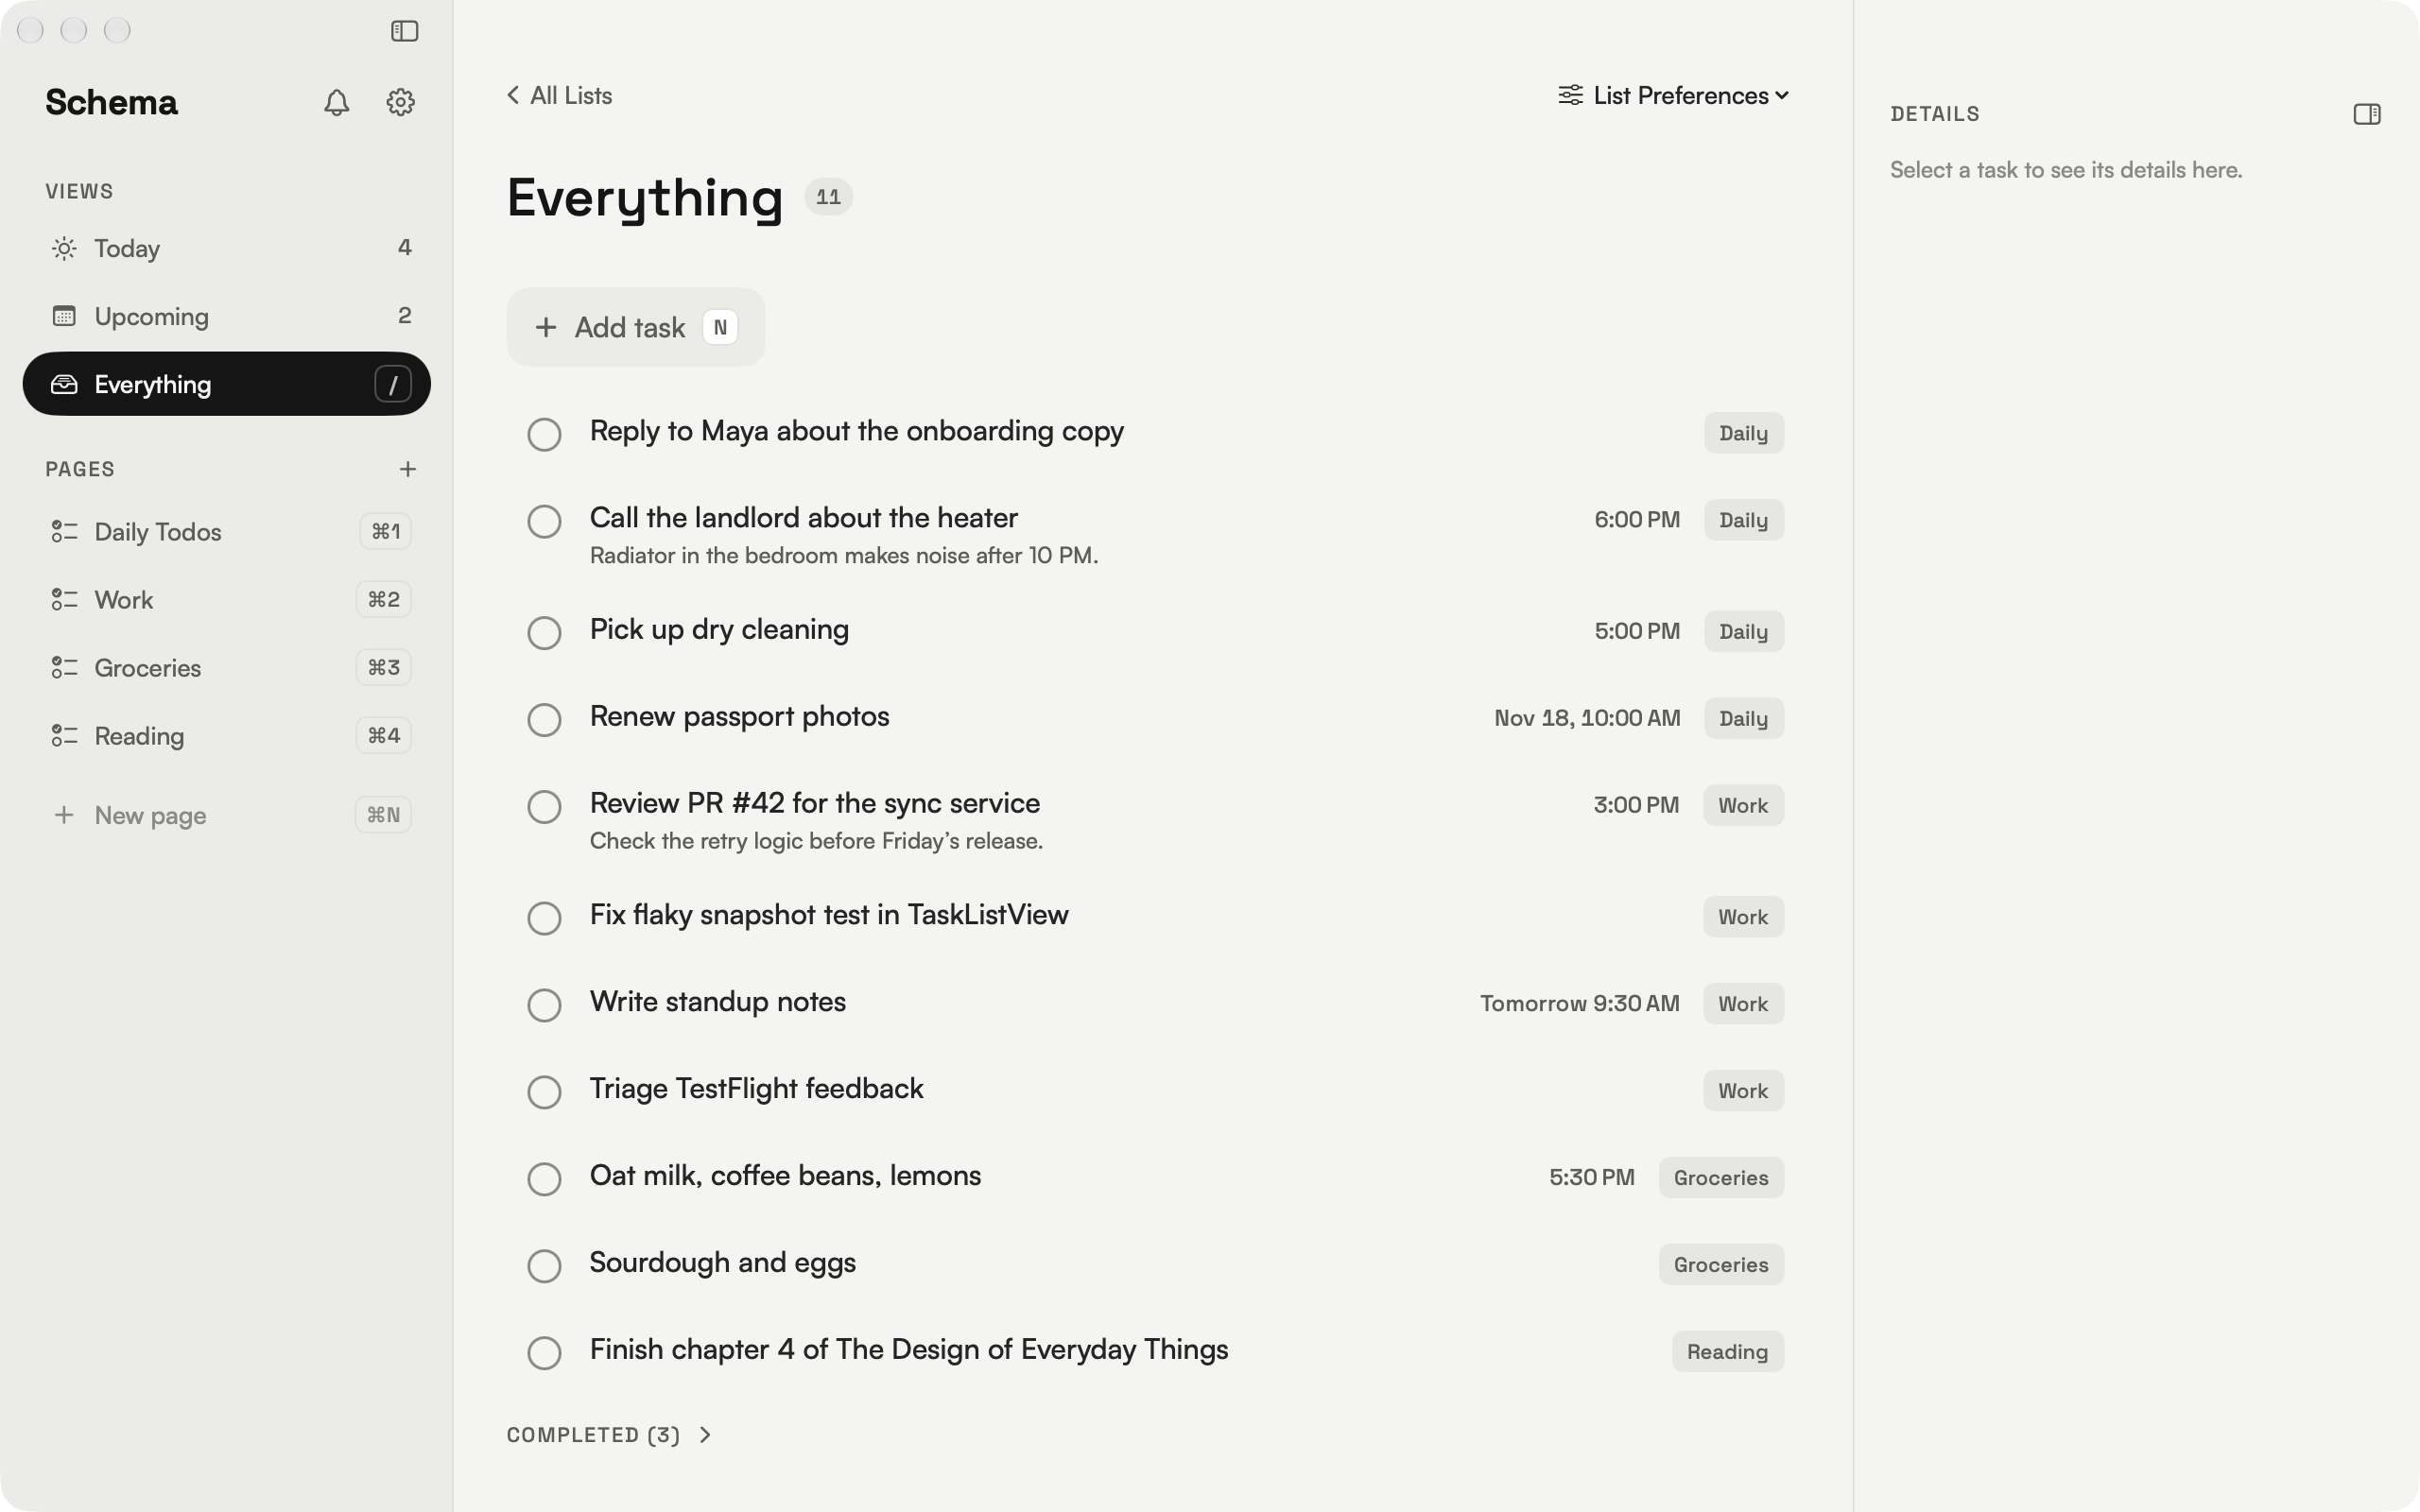 Schema
VIEWS
Today 4
Upcoming 2
Everything /
PAGES
Daily Todos ⌘1
Work ⌘2
Groceries ⌘3
Reading ⌘4
New page ⌘N
All Lists
List Preferences
Everything 11
Add task N
Reply to Maya about the onboarding copy Daily
Call the landlord about the heater 6:00 PM Daily
Radiator in the bedroom makes noise after 10 PM.
Pick up dry cleaning 5:00 PM Daily
Renew passport photos Nov 18, 10:00 AM Daily
Review PR #42 for the sync service 3:00 PM Work
Check the retry logic before Friday’s release.
Fix flaky snapshot test in TaskListView Work
Write standup notes Tomorrow 9:30 AM Work
Triage TestFlight feedback Work
Oat milk, coffee beans, lemons 5:30 PM Groceries
Sourdough and eggs Groceries
Finish chapter 4 of The Design of Everyday Things Reading
COMPLETED (3)
DETAILS
Select a task to see its details here.